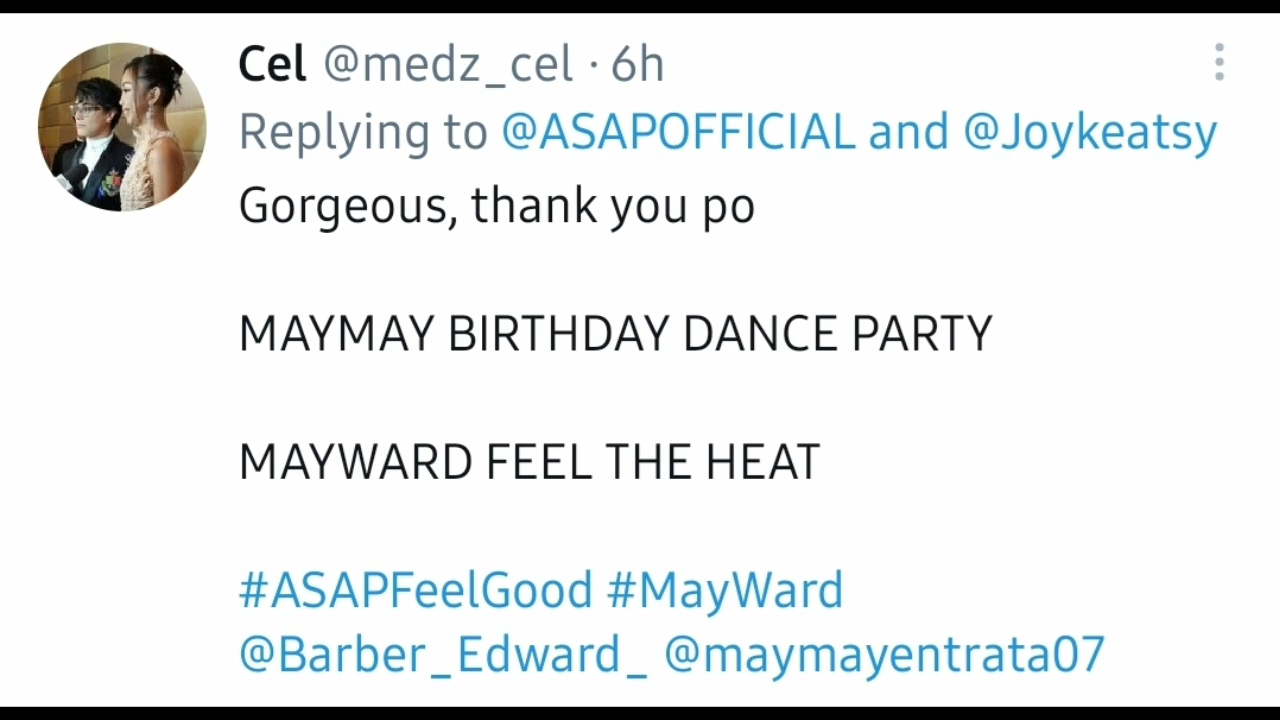 Cel @medz_cel · 6h
Replying to @ASAPOFFICIAL and @Joykeatsy
Gorgeous, thank you po
MAYMAY BIRTHDAY DANCE PARTY
MAYWARD FEEL THE HEAT
#ASAPFeelGood #MayWard
@Barber_Edward_ @maymayentrata07